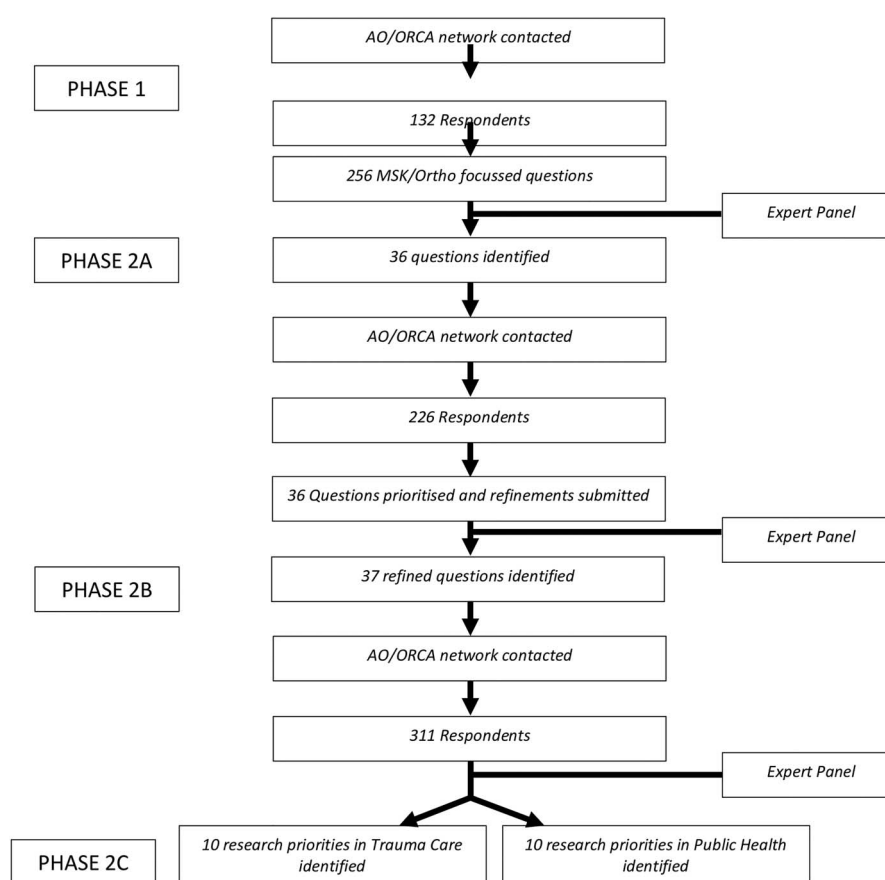 AO/ORCA network contacted
PHASE 1
132 Respondents
256 MSK/Ortho focussed questions
Expert Panel
36 questions identified
PHASE 2A
AO/ORCA network contacted
226 Respondents
36 Questions prioritised and refinements submitted
Expert Panel
37 refined questions identified
PHASE 2B
AO/ORCA network contacted
311 Respondents
Expert Panel
10 research priorities in Trauma Care
identified
10 research priorities in Public Health
identified
PHASE 2C